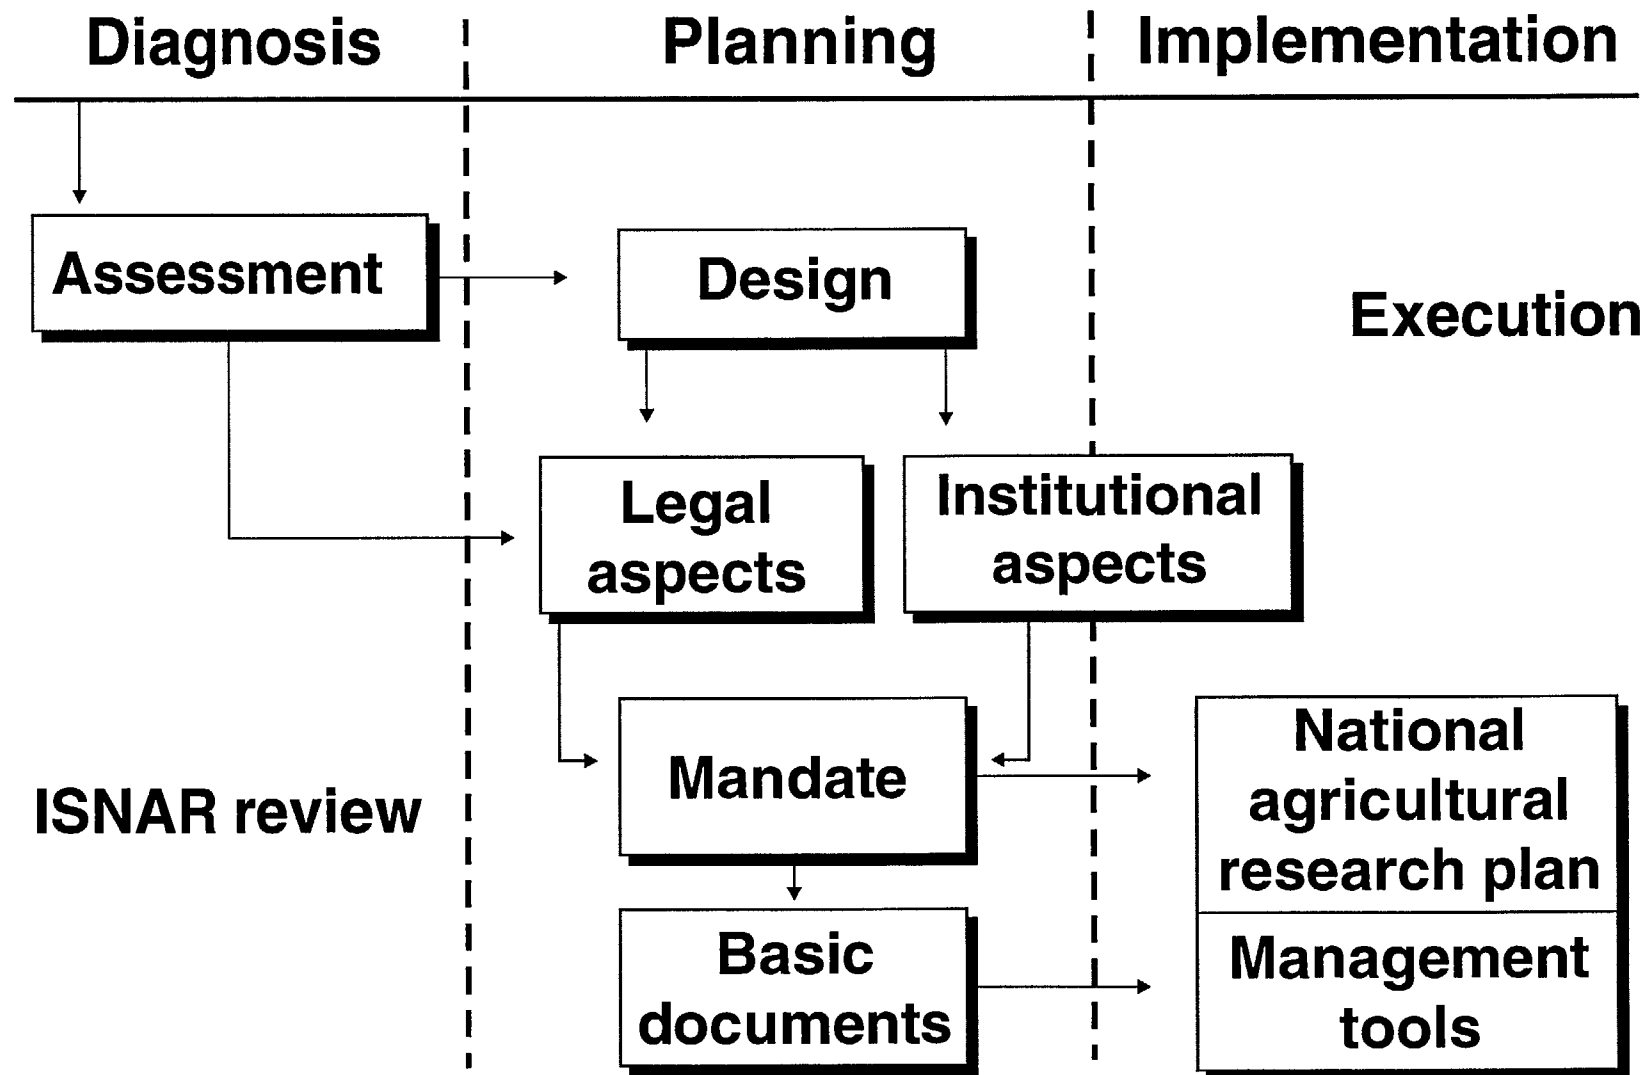 Diagnosis
Planning
Implementation
Assessment
Design
Execution
Legal
aspects
Institutional
aspects
ISNAR review
Mandate
National
agricultural
research plan
Basic
documents
Management
tools